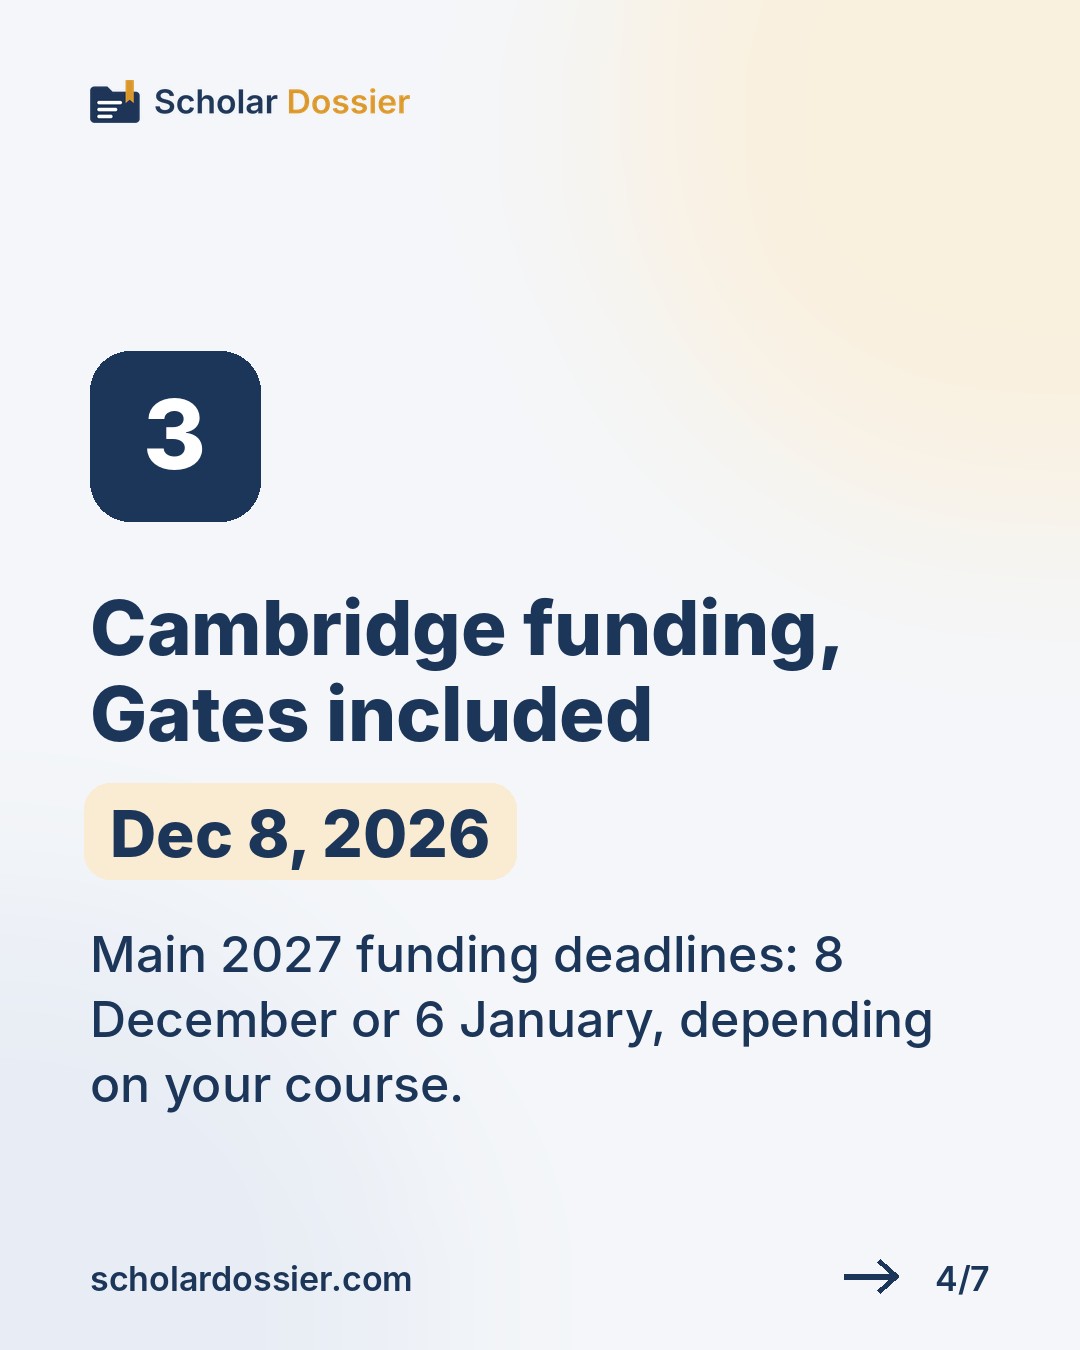 Scholar Dossier
3
Cambridge funding,
Gates included
Dec 8, 2026
Main 2027 funding deadlines: 8
December or 6 January, depending
on your course.
scholardossier.com
4/7